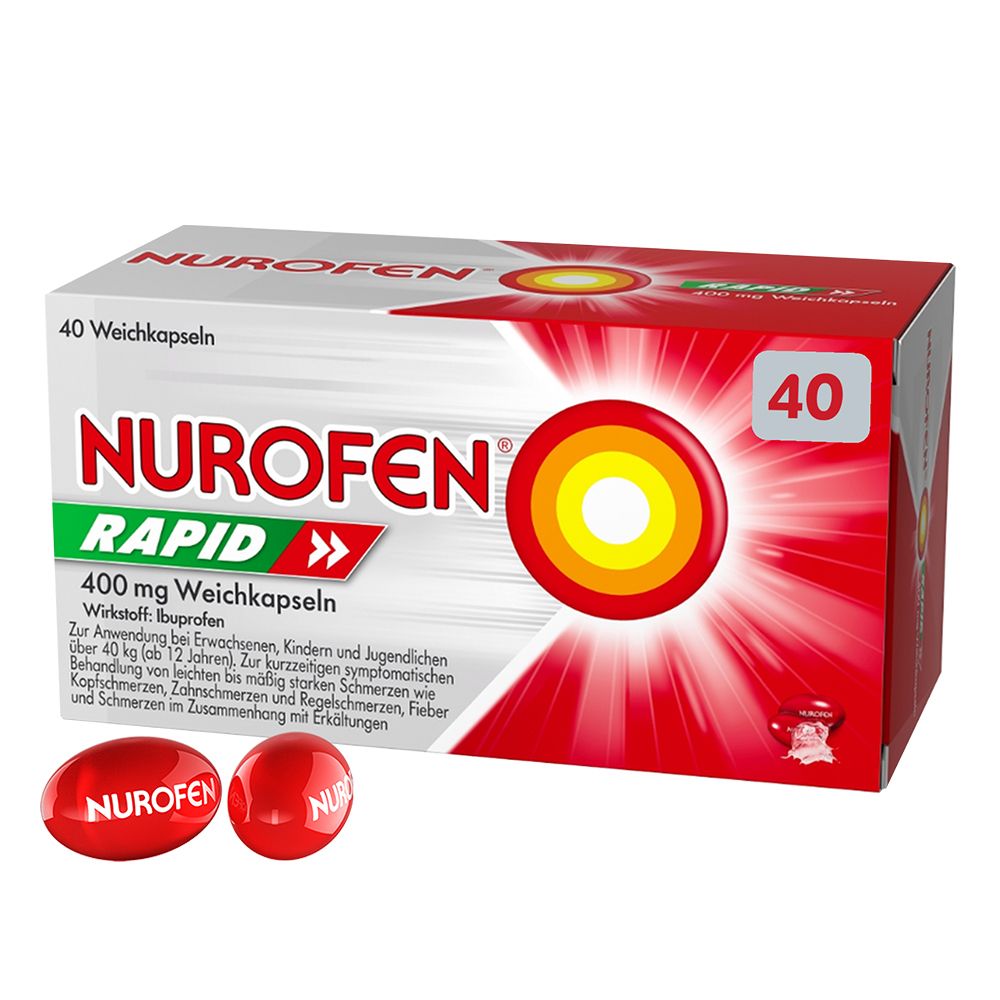 NUROFEN®
RAPID
400 mg Weichkapseln
40 Weichkapseln
40
NUROFEN®
RAPID
400 mg Weichkapseln
Wirkstoff: Ibuprofen
Zur Anwendung bei Erwachsenen, Kindern und Jugendlichen
über 40 kg (ab 12 Jahren). Zur kurzzeitigen symptomatischen
Behandlung von leichten bis mäßig starken Schmerzen wie
Kopfschmerzen, Zahnschmerzen und Regelschmerzen, Fieber
und Schmerzen im Zusammenhang mit Erkältungen
NUROFEN
RAPID
NUROFEN
NUROFEN
NURO